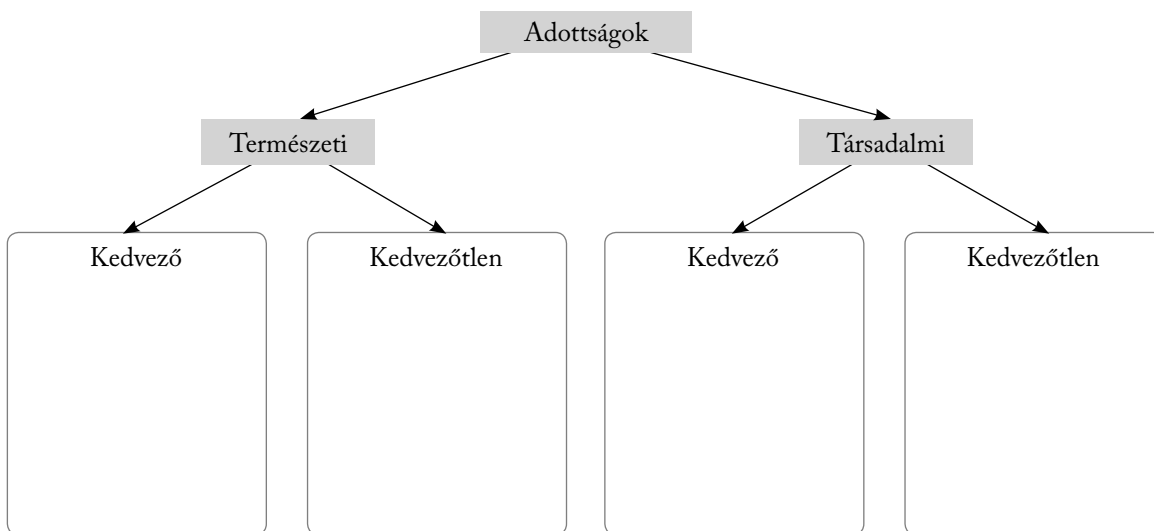 Adottságok
Természeti
Társadalmi
Kedvező
Kedvezőtlen
Kedvező
Kedvezőtlen